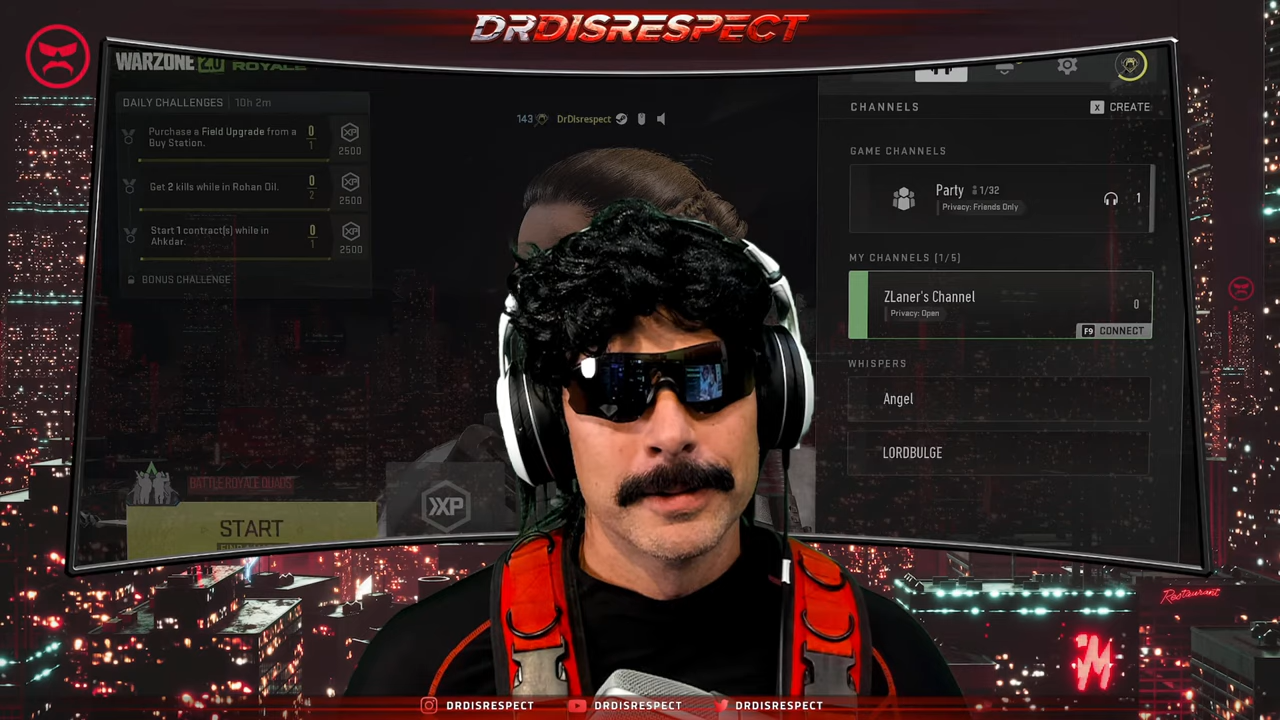 DRDISRESPECT
WARZONE 2.0 ROYALE
DAILY CHALLENGES | 10h 2m
Purchase a Field Upgrade from a
Buy Station.
0
1
XP
2500
Get 2 kills while in Rohan Oil.
0
2
XP
2500
Start 1 contract(s) while in
Ahkdar.
0
1
XP
2500
BONUS CHALLENGE
BATTLE ROYALE QUADS
START
XP
143 DrDisrespect
CHANNELS
X CREATE
GAME CHANNELS
Party 1/32
Privacy: Friends Only
1
MY CHANNELS [1/5]
ZLaner's Channel
Privacy: Open
0
F9 CONNECT
WHISPERS
Angel
LORDBULGE
Restaurant
DRDISRESPECT DRDISRESPECT DRDISRESPECT